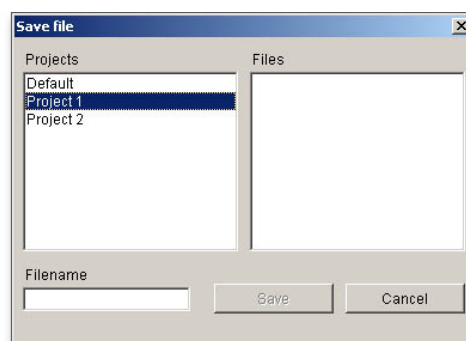 Save file
Projects
Files
Default
Project 1
Project 2
Filename
Save
Cancel